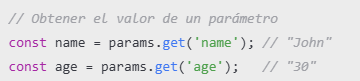 // Obtener el valor de un parámetro
const name = params.get('name'); // "John"
const age = params.get('age');   // "30"